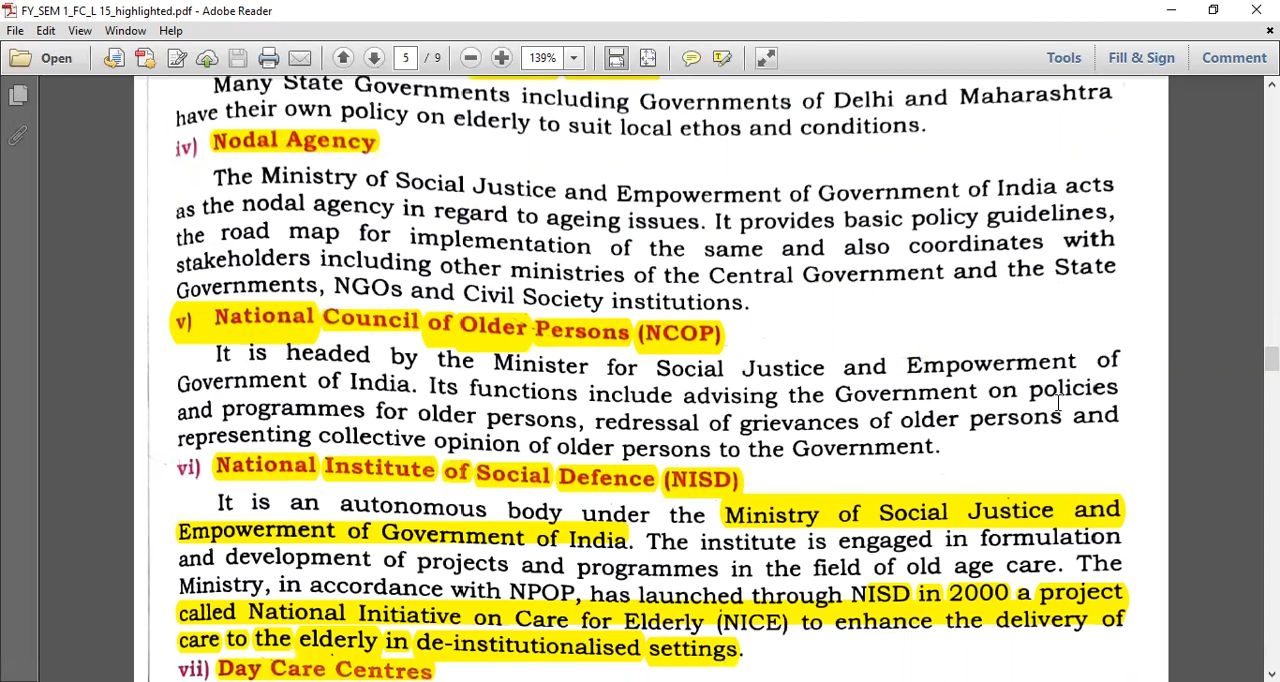 FY_SEM 1_FC_L 15_highlighted.pdf - Adobe Reader
File Edit View Window Help
Open 5 / 9 139% Tools Fill & Sign Comment
Many State Governments including Governments of Delhi and Maharashtra
have their own policy on elderly to suit local ethos and conditions.
iv) Nodal Agency
The Ministry of Social Justice and Empowerment of Government of India acts
as the nodal agency in regard to ageing issues. It provides basic policy guidelines,
the road map for implementation of the same and also coordinates with
stakeholders including other ministries of the Central Government and the State
Governments, NGOs and Civil Society institutions.
v) National Council of Older Persons (NCOP)
It is headed by the Minister for Social Justice and Empowerment of
Government of India. Its functions include advising the Government on policies
and programmes for older persons, redressal of grievances of older persons and
representing collective opinion of older persons to the Government.
vi) National Institute of Social Defence (NISD)
It is an autonomous body under the Ministry of Social Justice and
Empowerment of Government of India. The institute is engaged in formulation
and development of projects and programmes in the field of old age care. The
Ministry, in accordance with NPOP, has launched through NISD in 2000 a project
called National Initiative on Care for Elderly (NICE) to enhance the delivery of
care to the elderly in de-institutionalised settings.
vii) Day Care Centres